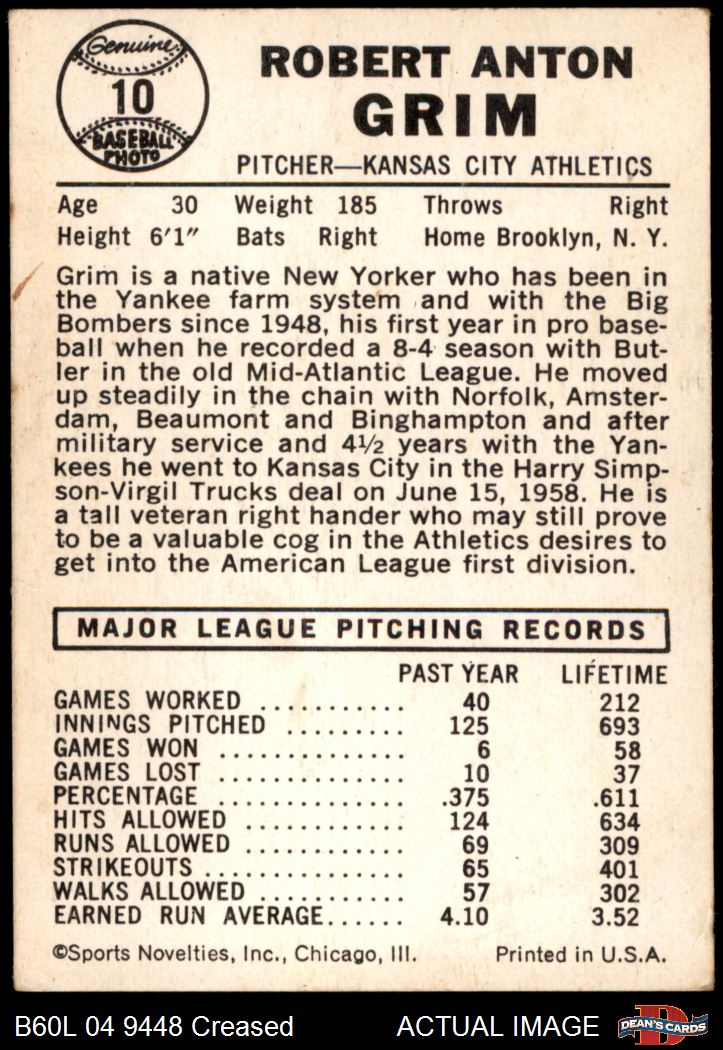 Genuine
10
BASEBALL
PHOTO
ROBERT ANTON
GRIM
PITCHER—KANSAS CITY ATHLETICS
Age 30 Weight 185 Throws Right
Height 6'1" Bats Right Home Brooklyn, N. Y.
Grim is a native New Yorker who has been in
the Yankee farm system and with the Big
Bombers since 1948, his first year in pro base-
ball when he recorded a 8-4 season with But-
ler in the old Mid-Atlantic League. He moved
up steadily in the chain with Norfolk, Amster-
dam, Beaumont and Binghampton and after
military service and 4½ years with the Yan-
kees he went to Kansas City in the Harry Simp-
son-Virgil Trucks deal on June 15, 1958. He is
a tall veteran right hander who may still prove
to be a valuable cog in the Athletics desires to
get into the American League first division.
MAJOR LEAGUE PITCHING RECORDS
PAST YEAR LIFETIME
GAMES WORKED ........... 40 212
INNINGS PITCHED ......... 125 693
GAMES WON .............. 6 58
GAMES LOST .............. 10 37
PERCENTAGE .............. .375 .611
HITS ALLOWED ............ 124 634
RUNS ALLOWED ............ 69 309
STRIKEOUTS ............... 65 401
WALKS ALLOWED ........... 57 302
EARNED RUN AVERAGE...... 4.10 3.52
©Sports Novelties, Inc., Chicago, Ill. Printed in U.S.A.
B60L 04 9448 Creased ACTUAL IMAGE DEAN'S CARDS